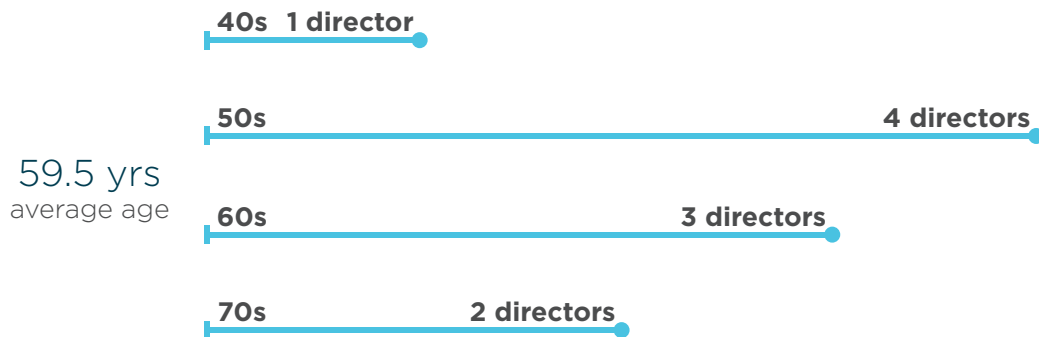 40s 1 director
50s 4 directors
59.5 yrs
average age
60s 3 directors
70s 2 directors